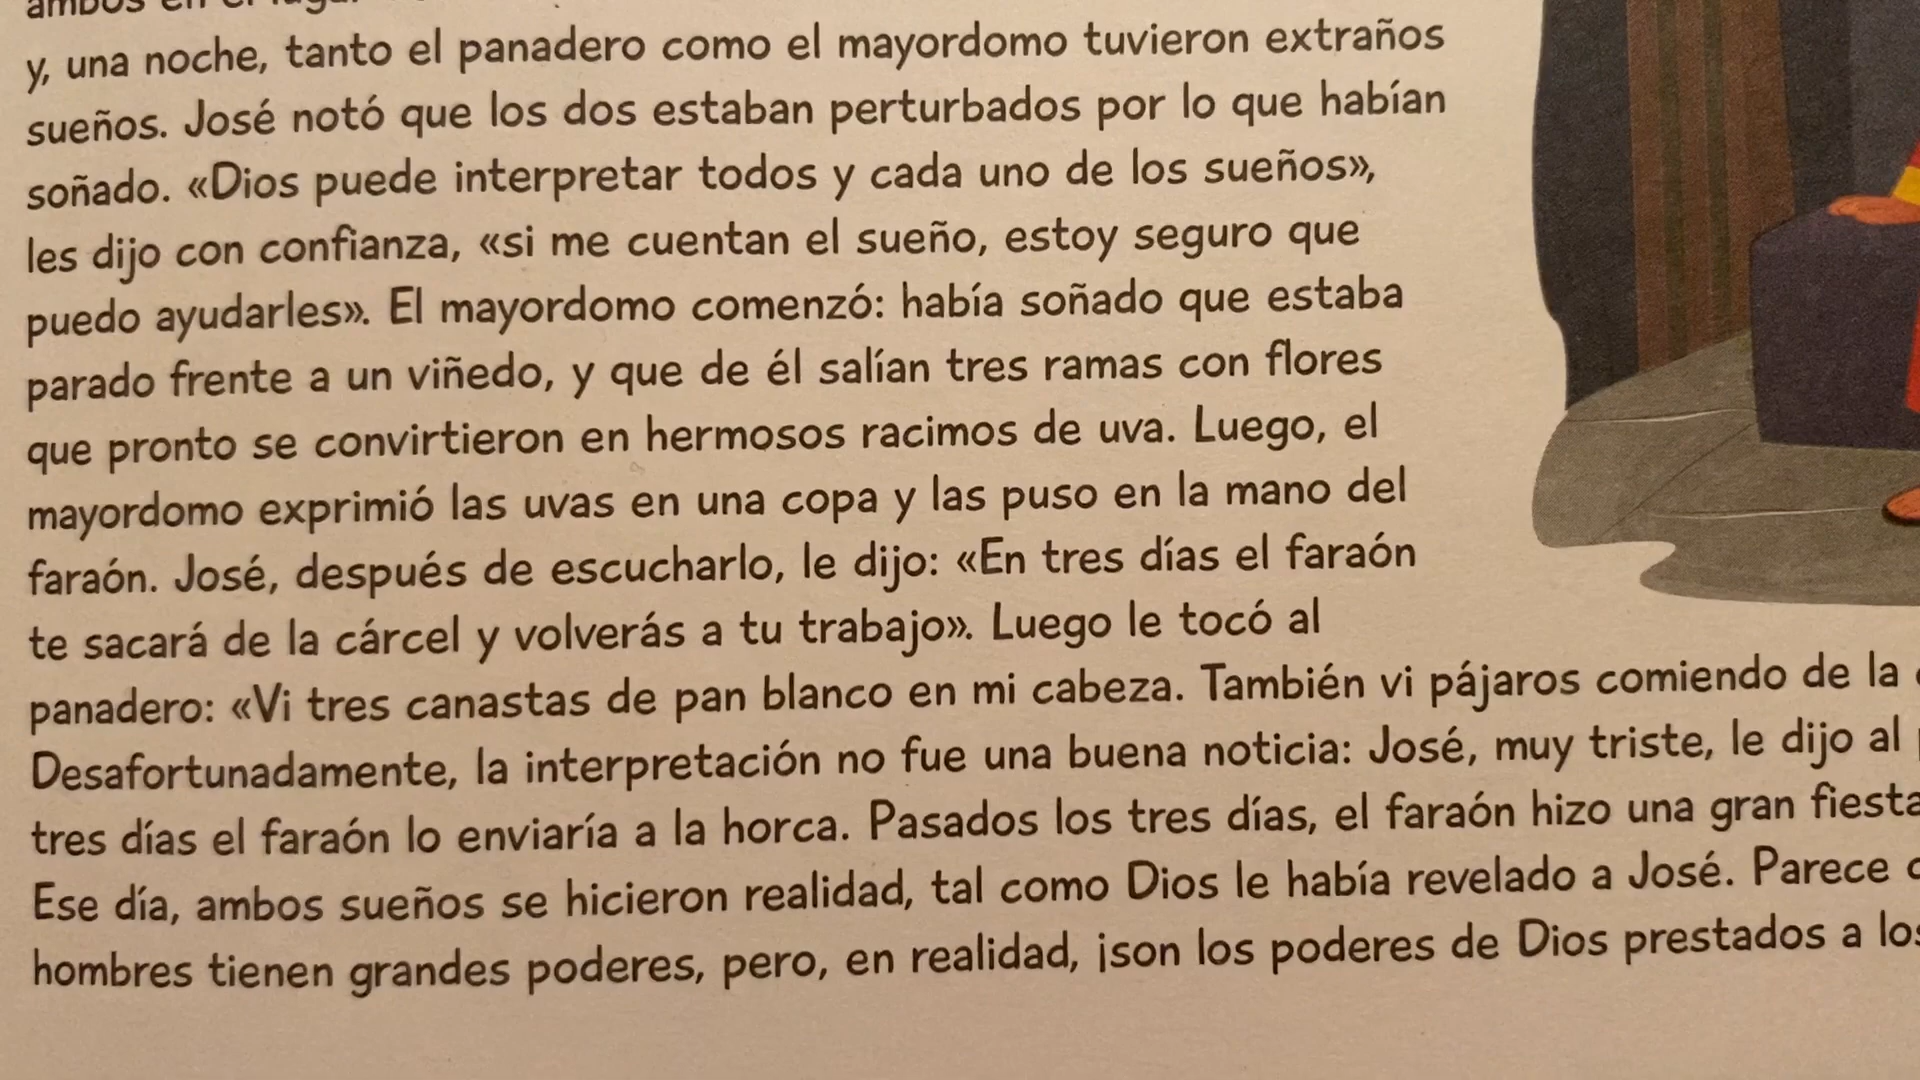 ambos en el lugar
y, una noche, tanto el panadero como el mayordomo tuvieron extraños
sueños. José notó que los dos estaban perturbados por lo que habían
soñado. «Dios puede interpretar todos y cada uno de los sueños»,
les dijo con confianza, «si me cuentan el sueño, estoy seguro que
puedo ayudarles». El mayordomo comenzó: había soñado que estaba
parado frente a un viñedo, y que de él salían tres ramas con flores
que pronto se convirtieron en hermosos racimos de uva. Luego, el
mayordomo exprimió las uvas en una copa y las puso en la mano del
faraón. José, después de escucharlo, le dijo: «En tres días el faraón
te sacará de la cárcel y volverás a tu trabajo». Luego le tocó al
panadero: «Vi tres canastas de pan blanco en mi cabeza. También vi pájaros comiendo de la
Desafortunadamente, la interpretación no fue una buena noticia: José, muy triste, le dijo al
tres días el faraón lo enviaría a la horca. Pasados los tres días, el faraón hizo una gran fiesta
Ese día, ambos sueños se hicieron realidad, tal como Dios le había revelado a José. Parece
hombres tienen grandes poderes, pero, en realidad, ¡son los poderes de Dios prestados a los